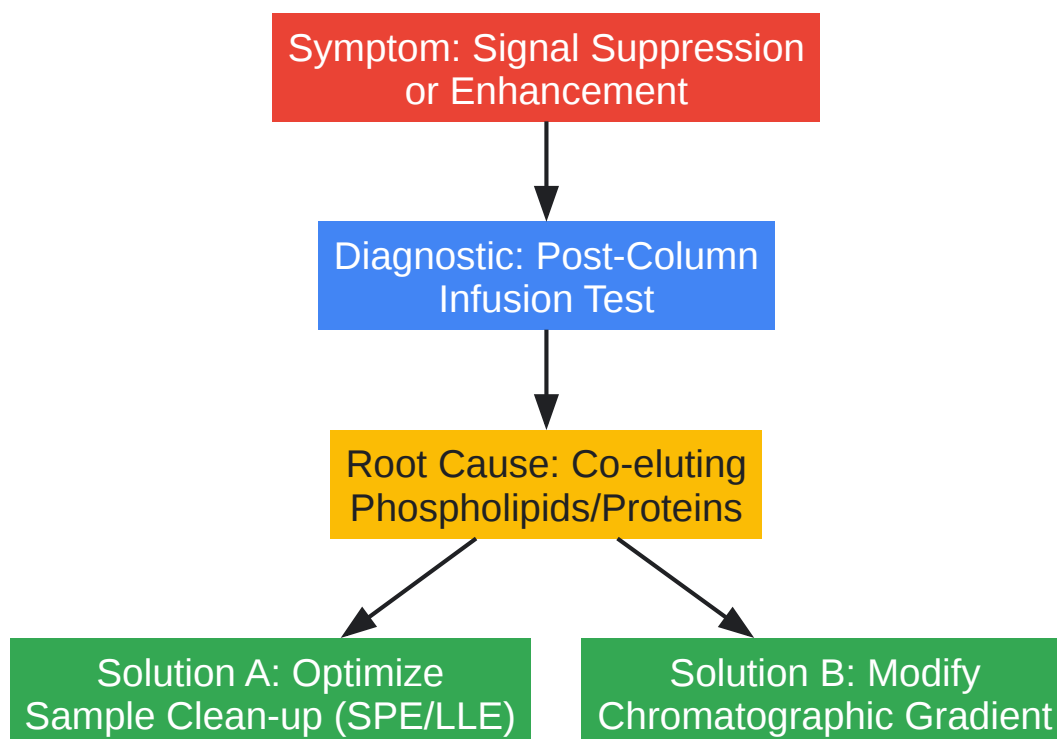 Symptom: Signal Suppression
or Enhancement
Diagnostic: Post-Column
Infusion Test
Root Cause: Co-eluting
Phospholipids/Proteins
Solution A: Optimize
Sample Clean-up (SPE/LLE)
Solution B: Modify
Chromatographic Gradient